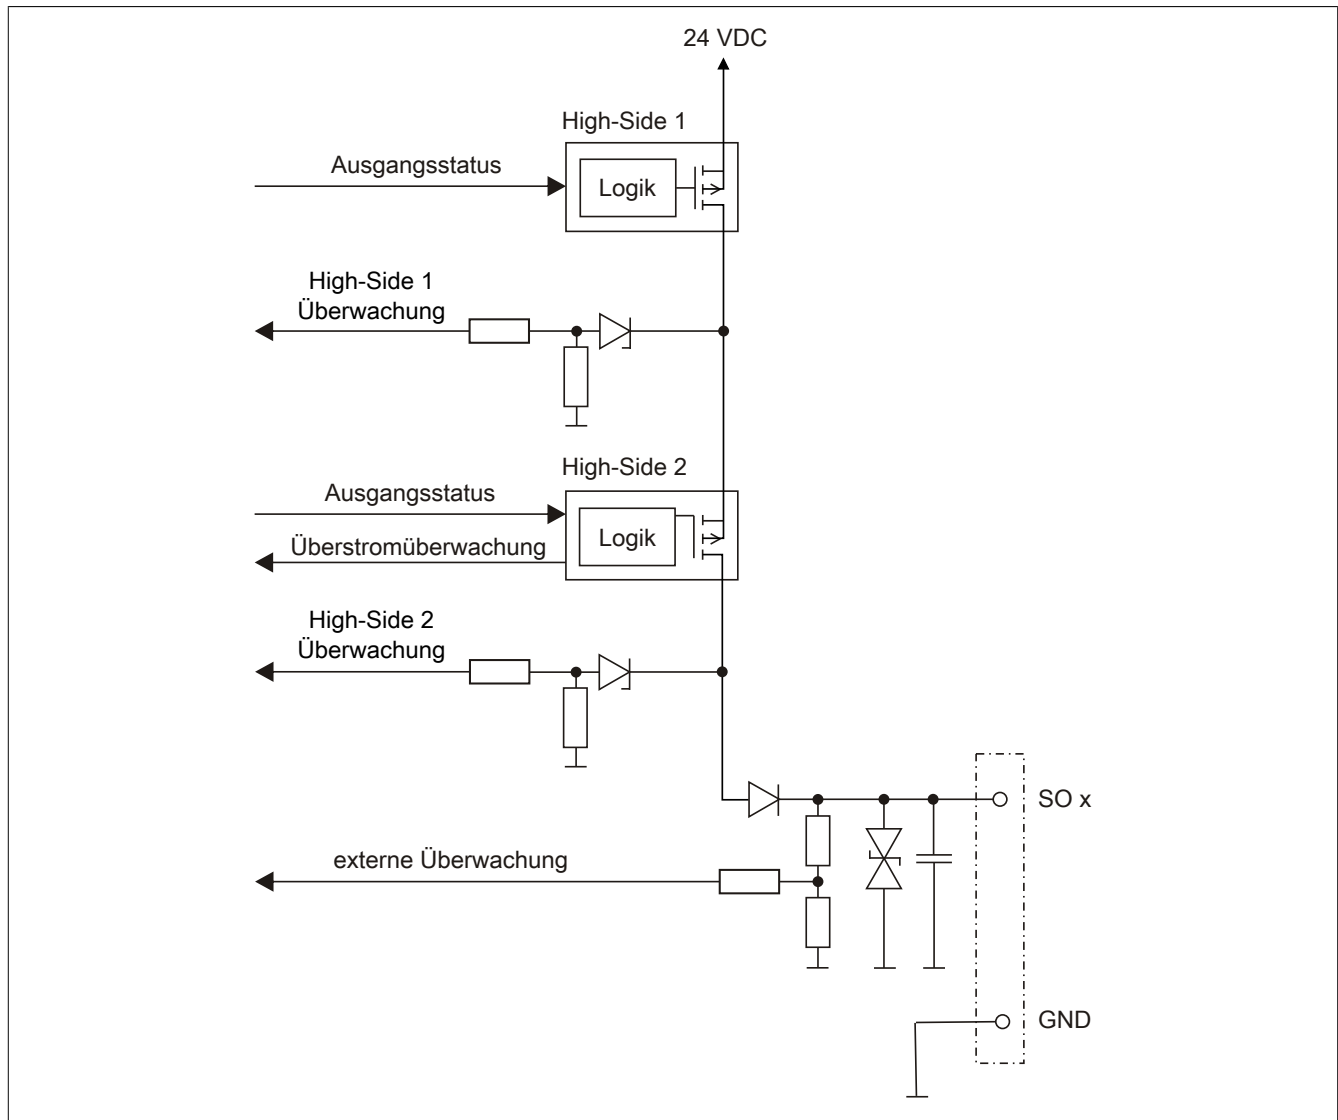 24 VDC
High-Side 1
Ausgangsstatus
Logik
High-Side 1
Überwachung
High-Side 2
Ausgangsstatus
Logik
Überstromüberwachung
High-Side 2
Überwachung
SO x
externe Überwachung
GND